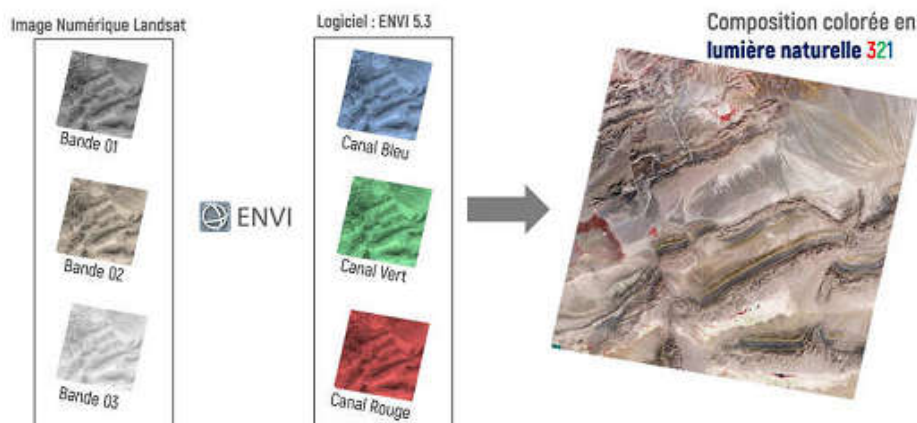 Image Numérique Landsat
Bande 01
Bande 02
Bande 03
ENVI
Logiciel : ENVI 5.3
Canal Bleu
Canal Vert
Canal Rouge
Composition colorée en
lumière naturelle 321